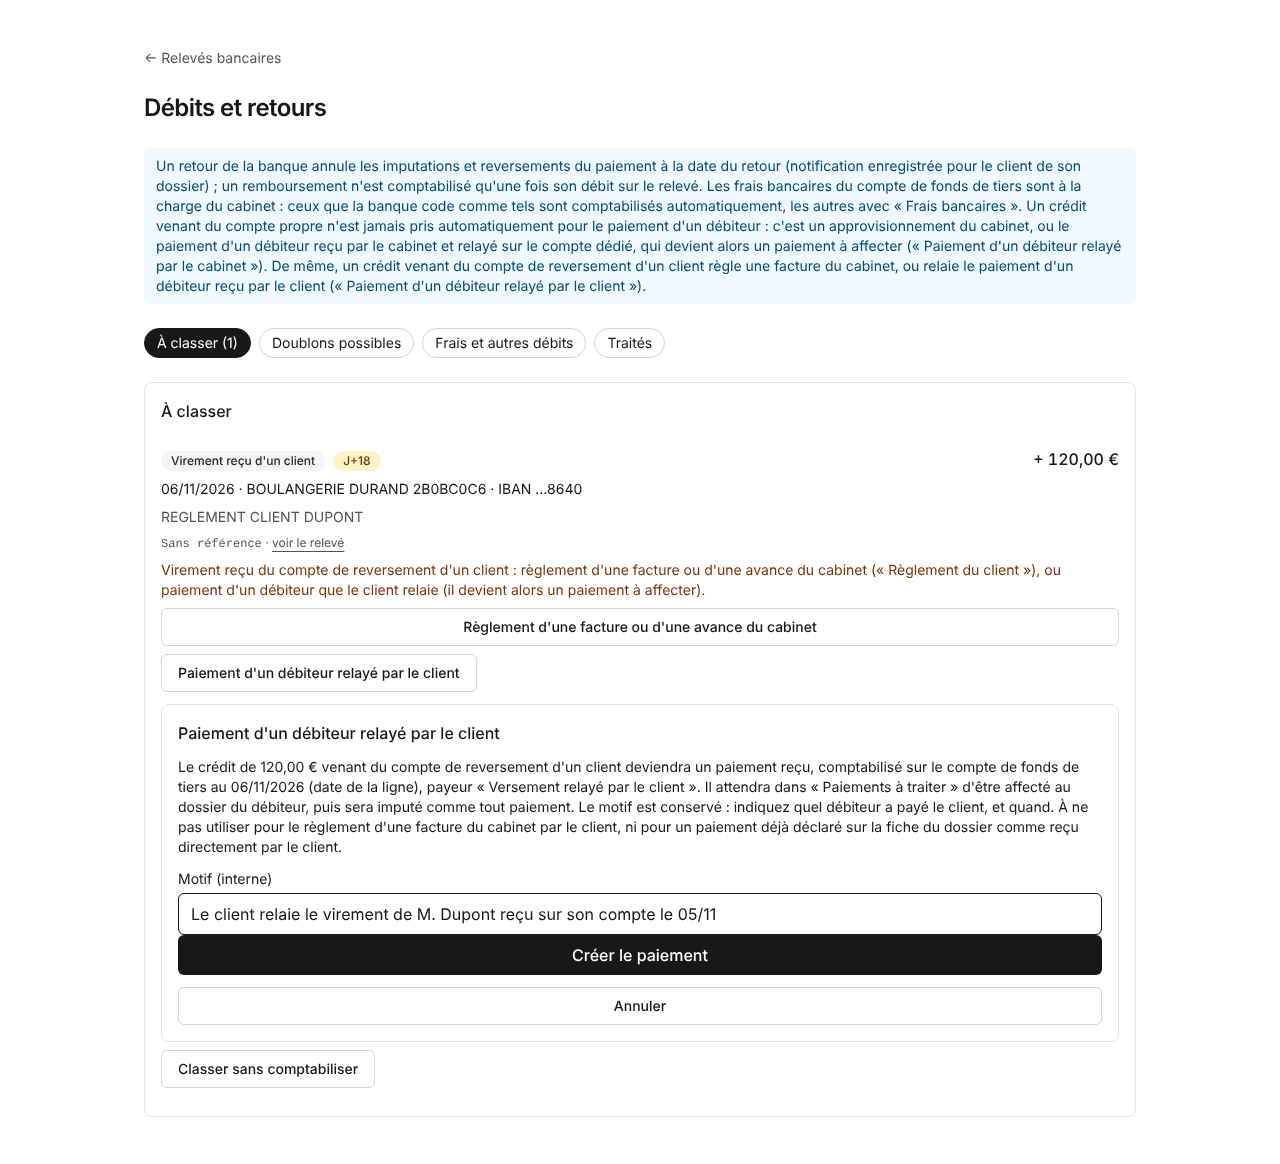 ← Relevés bancaires
Débits et retours
Un retour de la banque annule les imputations et reversements du paiement à la date du retour (notification enregistrée pour le client de son
dossier) ; un remboursement n'est comptabilisé qu'une fois son débit sur le relevé. Les frais bancaires du compte de fonds de tiers sont à la
charge du cabinet : ceux que la banque code comme tels sont comptabilisés automatiquement, les autres avec « Frais bancaires ». Un crédit
venant du compte propre n'est jamais pris automatiquement pour le paiement d'un débiteur : c'est un approvisionnement du cabinet, ou le
paiement d'un débiteur reçu par le cabinet et relayé sur le compte dédié, qui devient alors un paiement à affecter (« Paiement d'un débiteur relayé
par le cabinet »). De même, un crédit venant du compte de reversement d'un client règle une facture du cabinet, ou relaie le paiement d'un
débiteur reçu par le client (« Paiement d'un débiteur relayé par le client »).
À classer (1)
Doublons possibles
Frais et autres débits
Traités
À classer
Virement reçu d'un client
J+18
+ 120,00 €
06/11/2026 · BOULANGERIE DURAND 2B0BC0C6 · IBAN …8640
REGLEMENT CLIENT DUPONT
Sans référence · voir le relevé
Virement reçu du compte de reversement d'un client : règlement d'une facture ou d'une avance du cabinet (« Règlement du client »), ou
paiement d'un débiteur que le client relaie (il devient alors un paiement à affecter).
Règlement d'une facture ou d'une avance du cabinet
Paiement d'un débiteur relayé par le client
Paiement d'un débiteur relayé par le client
Le crédit de 120,00 € venant du compte de reversement d'un client deviendra un paiement reçu, comptabilisé sur le compte de fonds de
tiers au 06/11/2026 (date de la ligne), payeur « Versement relayé par le client ». Il attendra dans « Paiements à traiter » d'être affecté au
dossier du débiteur, puis sera imputé comme tout paiement. Le motif est conservé : indiquez quel débiteur a payé le client, et quand. À ne
pas utiliser pour le règlement d'une facture du cabinet par le client, ni pour un paiement déjà déclaré sur la fiche du dossier comme reçu
directement par le client.
Motif (interne)
Le client relaie le virement de M. Dupont reçu sur son compte le 05/11
Créer le paiement
Annuler
Classer sans comptabiliser